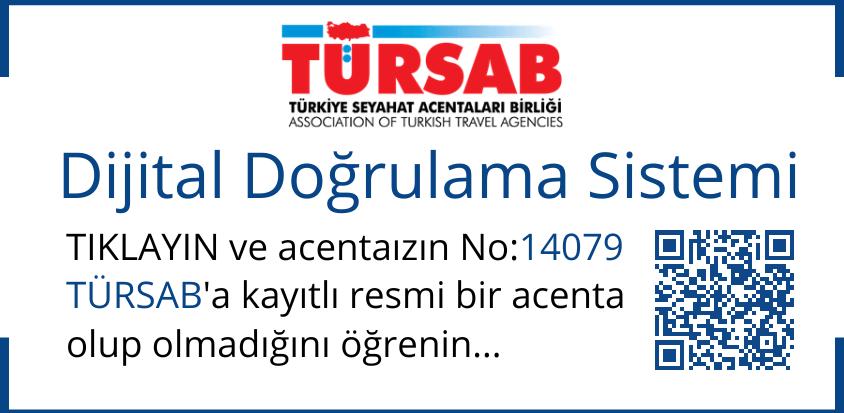 TÜRSAB
TÜRKİYE SEYAHAT ACENTALARI BİRLİĞİ
ASSOCIATION OF TURKISH TRAVEL AGENCIES
Dijital Doğrulama Sistemi
TIKLAYIN ve acentaızın No:14079
TÜRSAB'a kayıtlı resmi bir acenta
olup olmadığını öğrenin...